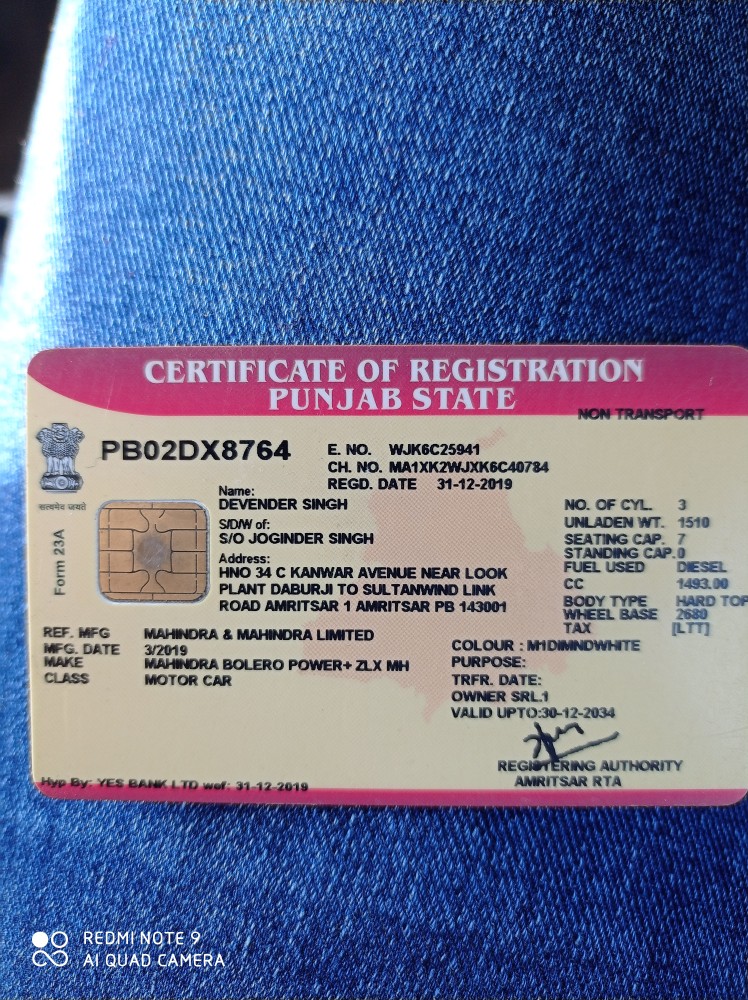 CERTIFICATE OF REGISTRATION
PUNJAB STATE
NON TRANSPORT
सत्यमेव जयते
PB02DX8764
E. NO. WJK6C25941
CH. NO. MA1XK2WJXK6C40784
REGD. DATE 31-12-2019
Form 23A
Name:
DEVENDER SINGH
S/D/W of:
S/O JOGINDER SINGH
Address:
HNO 34 C KANWAR AVENUE NEAR LOOK
PLANT DABURJI TO SULTANWIND LINK
ROAD AMRITSAR 1 AMRITSAR PB 143001
NO. OF CYL. 3
UNLADEN WT. 1510
SEATING CAP. 7
STANDING CAP. 0
FUEL USED DIESEL
CC 1493.00
BODY TYPE HARD TOP
WHEEL BASE 2680
TAX [LTT]
REF. MFG MAHINDRA & MAHINDRA LIMITED
MFG. DATE 3/2019
MAKE MAHINDRA BOLERO POWER+ ZLX MH
CLASS MOTOR CAR
COLOUR : M1DIMNDWHITE
PURPOSE:
TRFR. DATE:
OWNER SRL.1
VALID UPTO:30-12-2034
REGISTERING AUTHORITY
AMRITSAR RTA
Hyp By: YES BANK LTD wef: 31-12-2019
REDMI NOTE 9
AI QUAD CAMERA